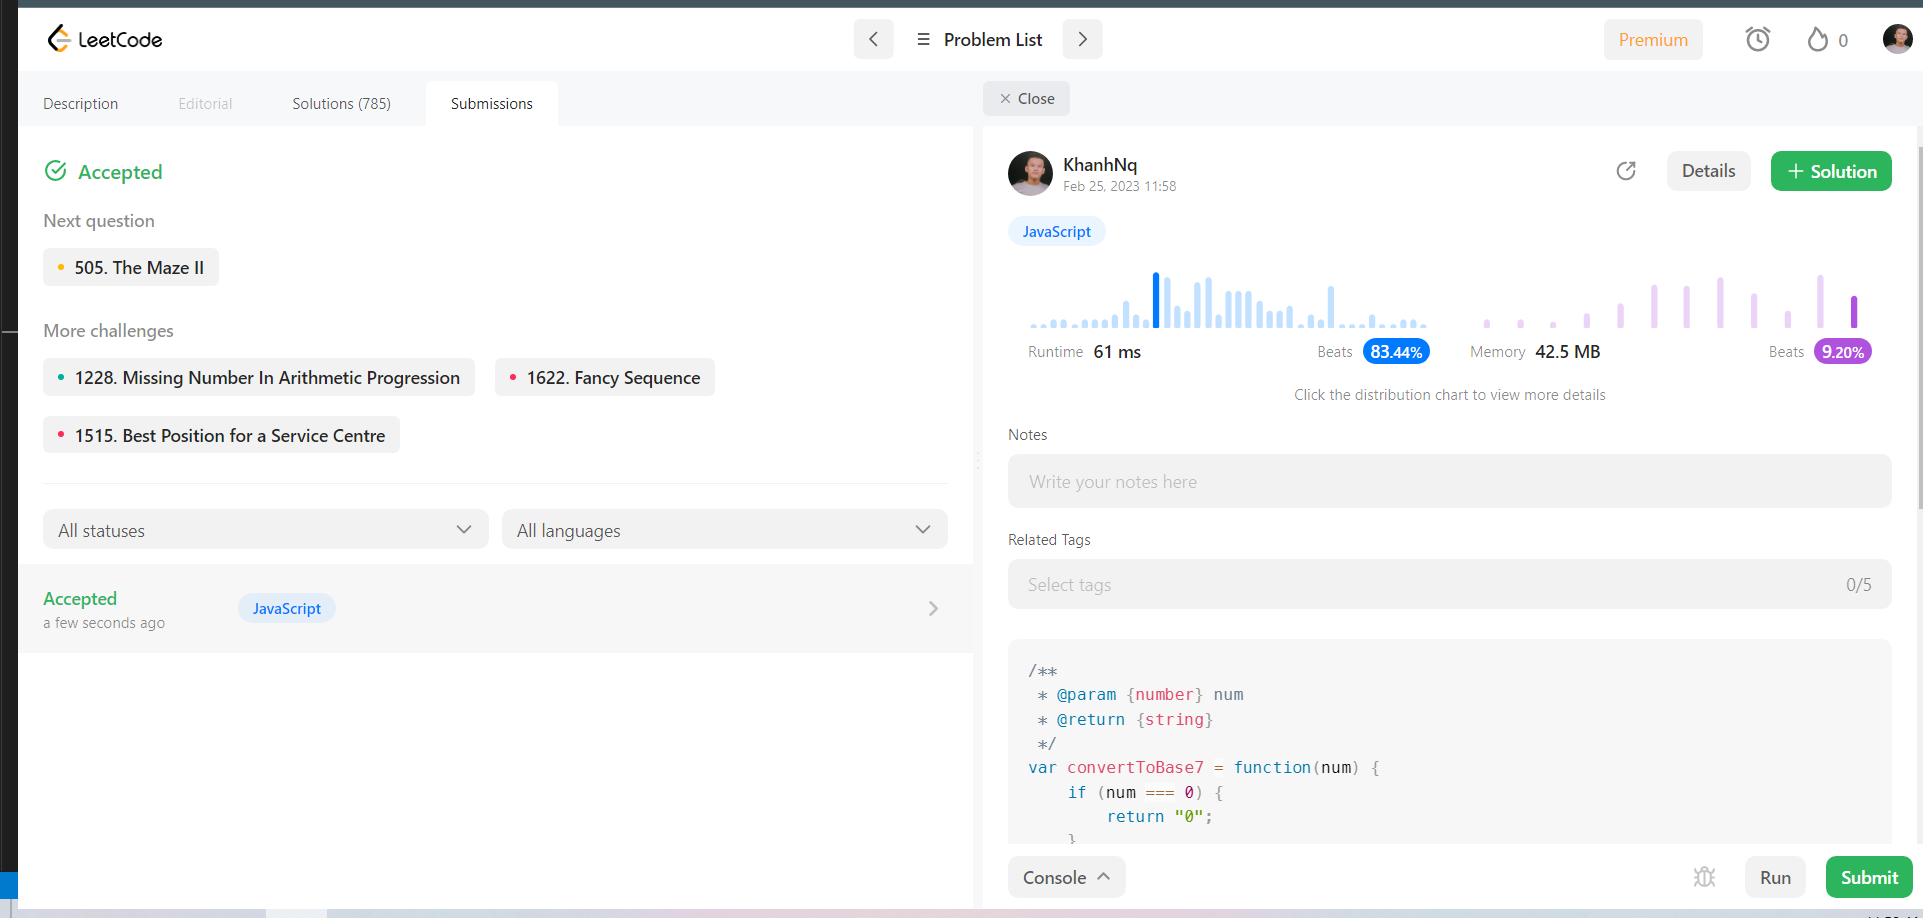 LeetCode
Problem List
Premium
0
Description
Editorial
Solutions (785)
Submissions
Close
Accepted
Next question
505. The Maze II
More challenges
1228. Missing Number In Arithmetic Progression
1622. Fancy Sequence
1515. Best Position for a Service Centre
All statuses
All languages
Accepted
a few seconds ago
JavaScript
KhanhNq
Feb 25, 2023 11:58
Details
+ Solution
JavaScript
Runtime 61 ms
Beats 83.44%
Memory 42.5 MB
Beats 9.20%
Click the distribution chart to view more details
Notes
Write your notes here
Related Tags
Select tags
0/5
/**
 * @param {number} num
 * @return {string}
 */
var convertToBase7 = function(num) {
    if (num === 0) {
        return "0";
    }
Console
Run
Submit